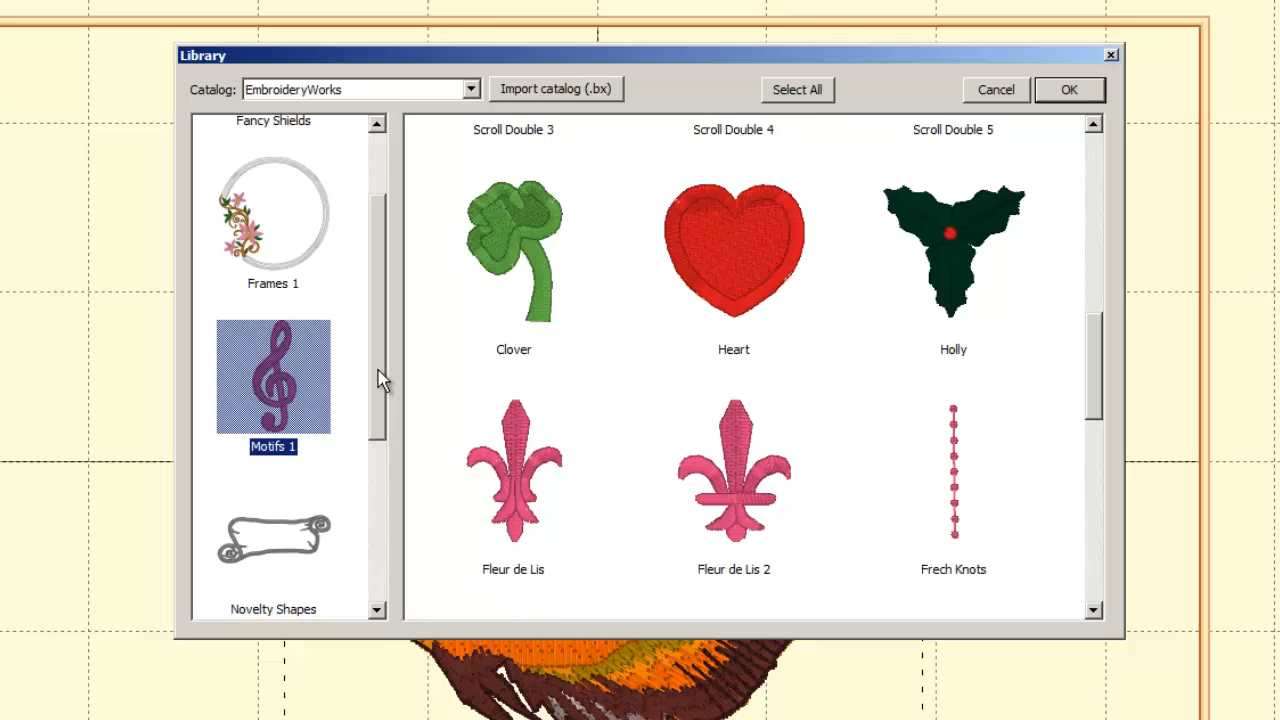 Library
Catalog: EmbroideryWorks Import catalog (.bx) Select All Cancel OK
Fancy Shields
Frames 1
Motifs 1
Novelty Shapes
Scroll Double 3 Scroll Double 4 Scroll Double 5
Clover Heart Holly
Fleur de Lis Fleur de Lis 2 Frech Knots